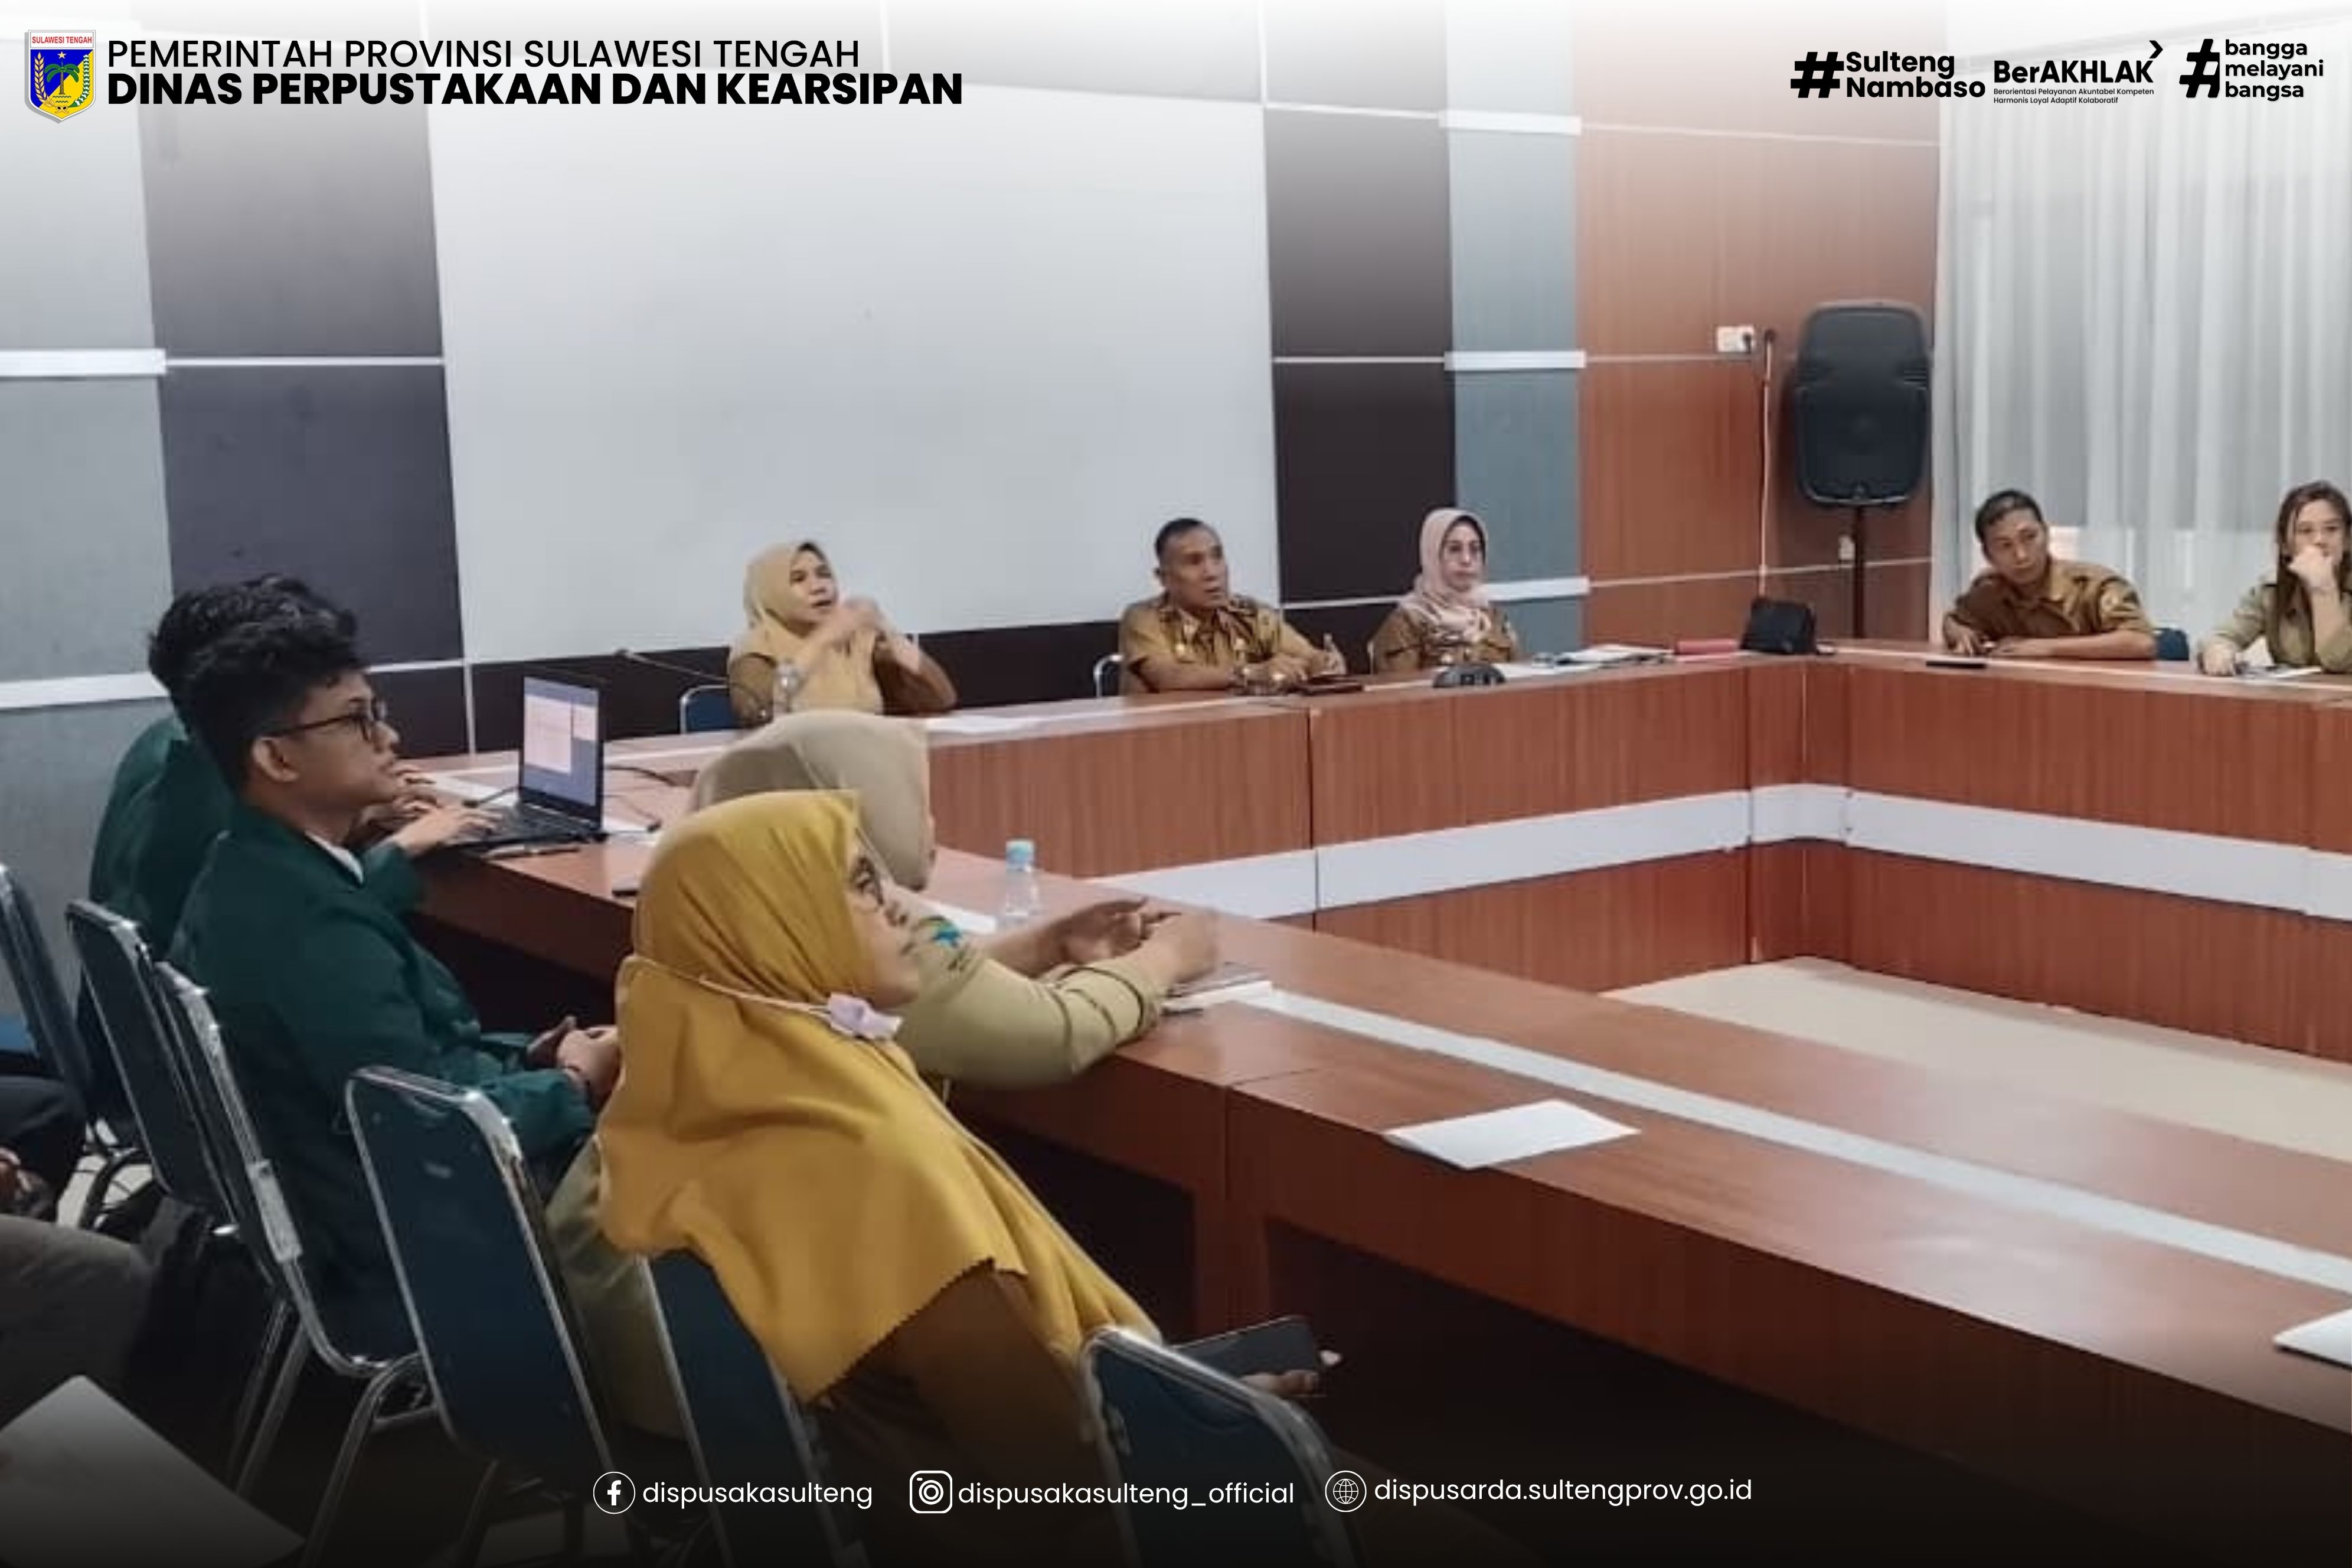 SULAWESI TENGAH
PEMERINTAH PROVINSI SULAWESI TENGAH
DINAS PERPUSTAKAAN DAN KEARSIPAN
#Sulteng
Nambaso
BerAKHLAK
Berorientasi Pelayanan Akuntabel Kompeten
Harmonis Loyal Adaptif Kolaboratif
#bangga
melayani
bangsa
dispusakasulteng
dispusakasulteng_official
dispusarda.sultengprov.go.id